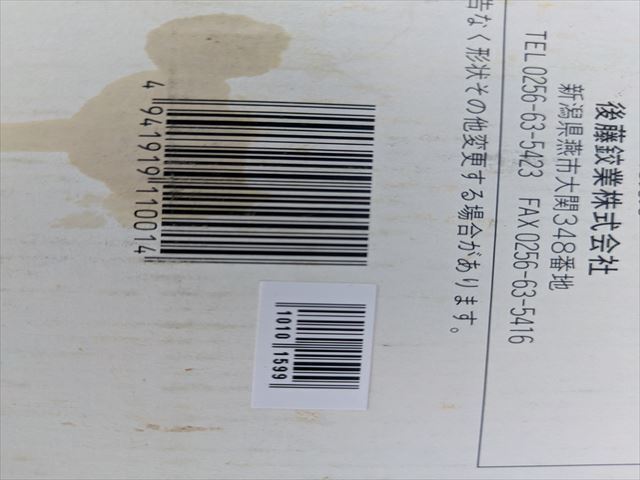 後藤鉸業株式会社
新潟県燕市大関348番地
TEL 0256-63-5423 FAX 0256-63-5416
告なく形状その他変更する場合があります。
4 941919 110014
1010 1599